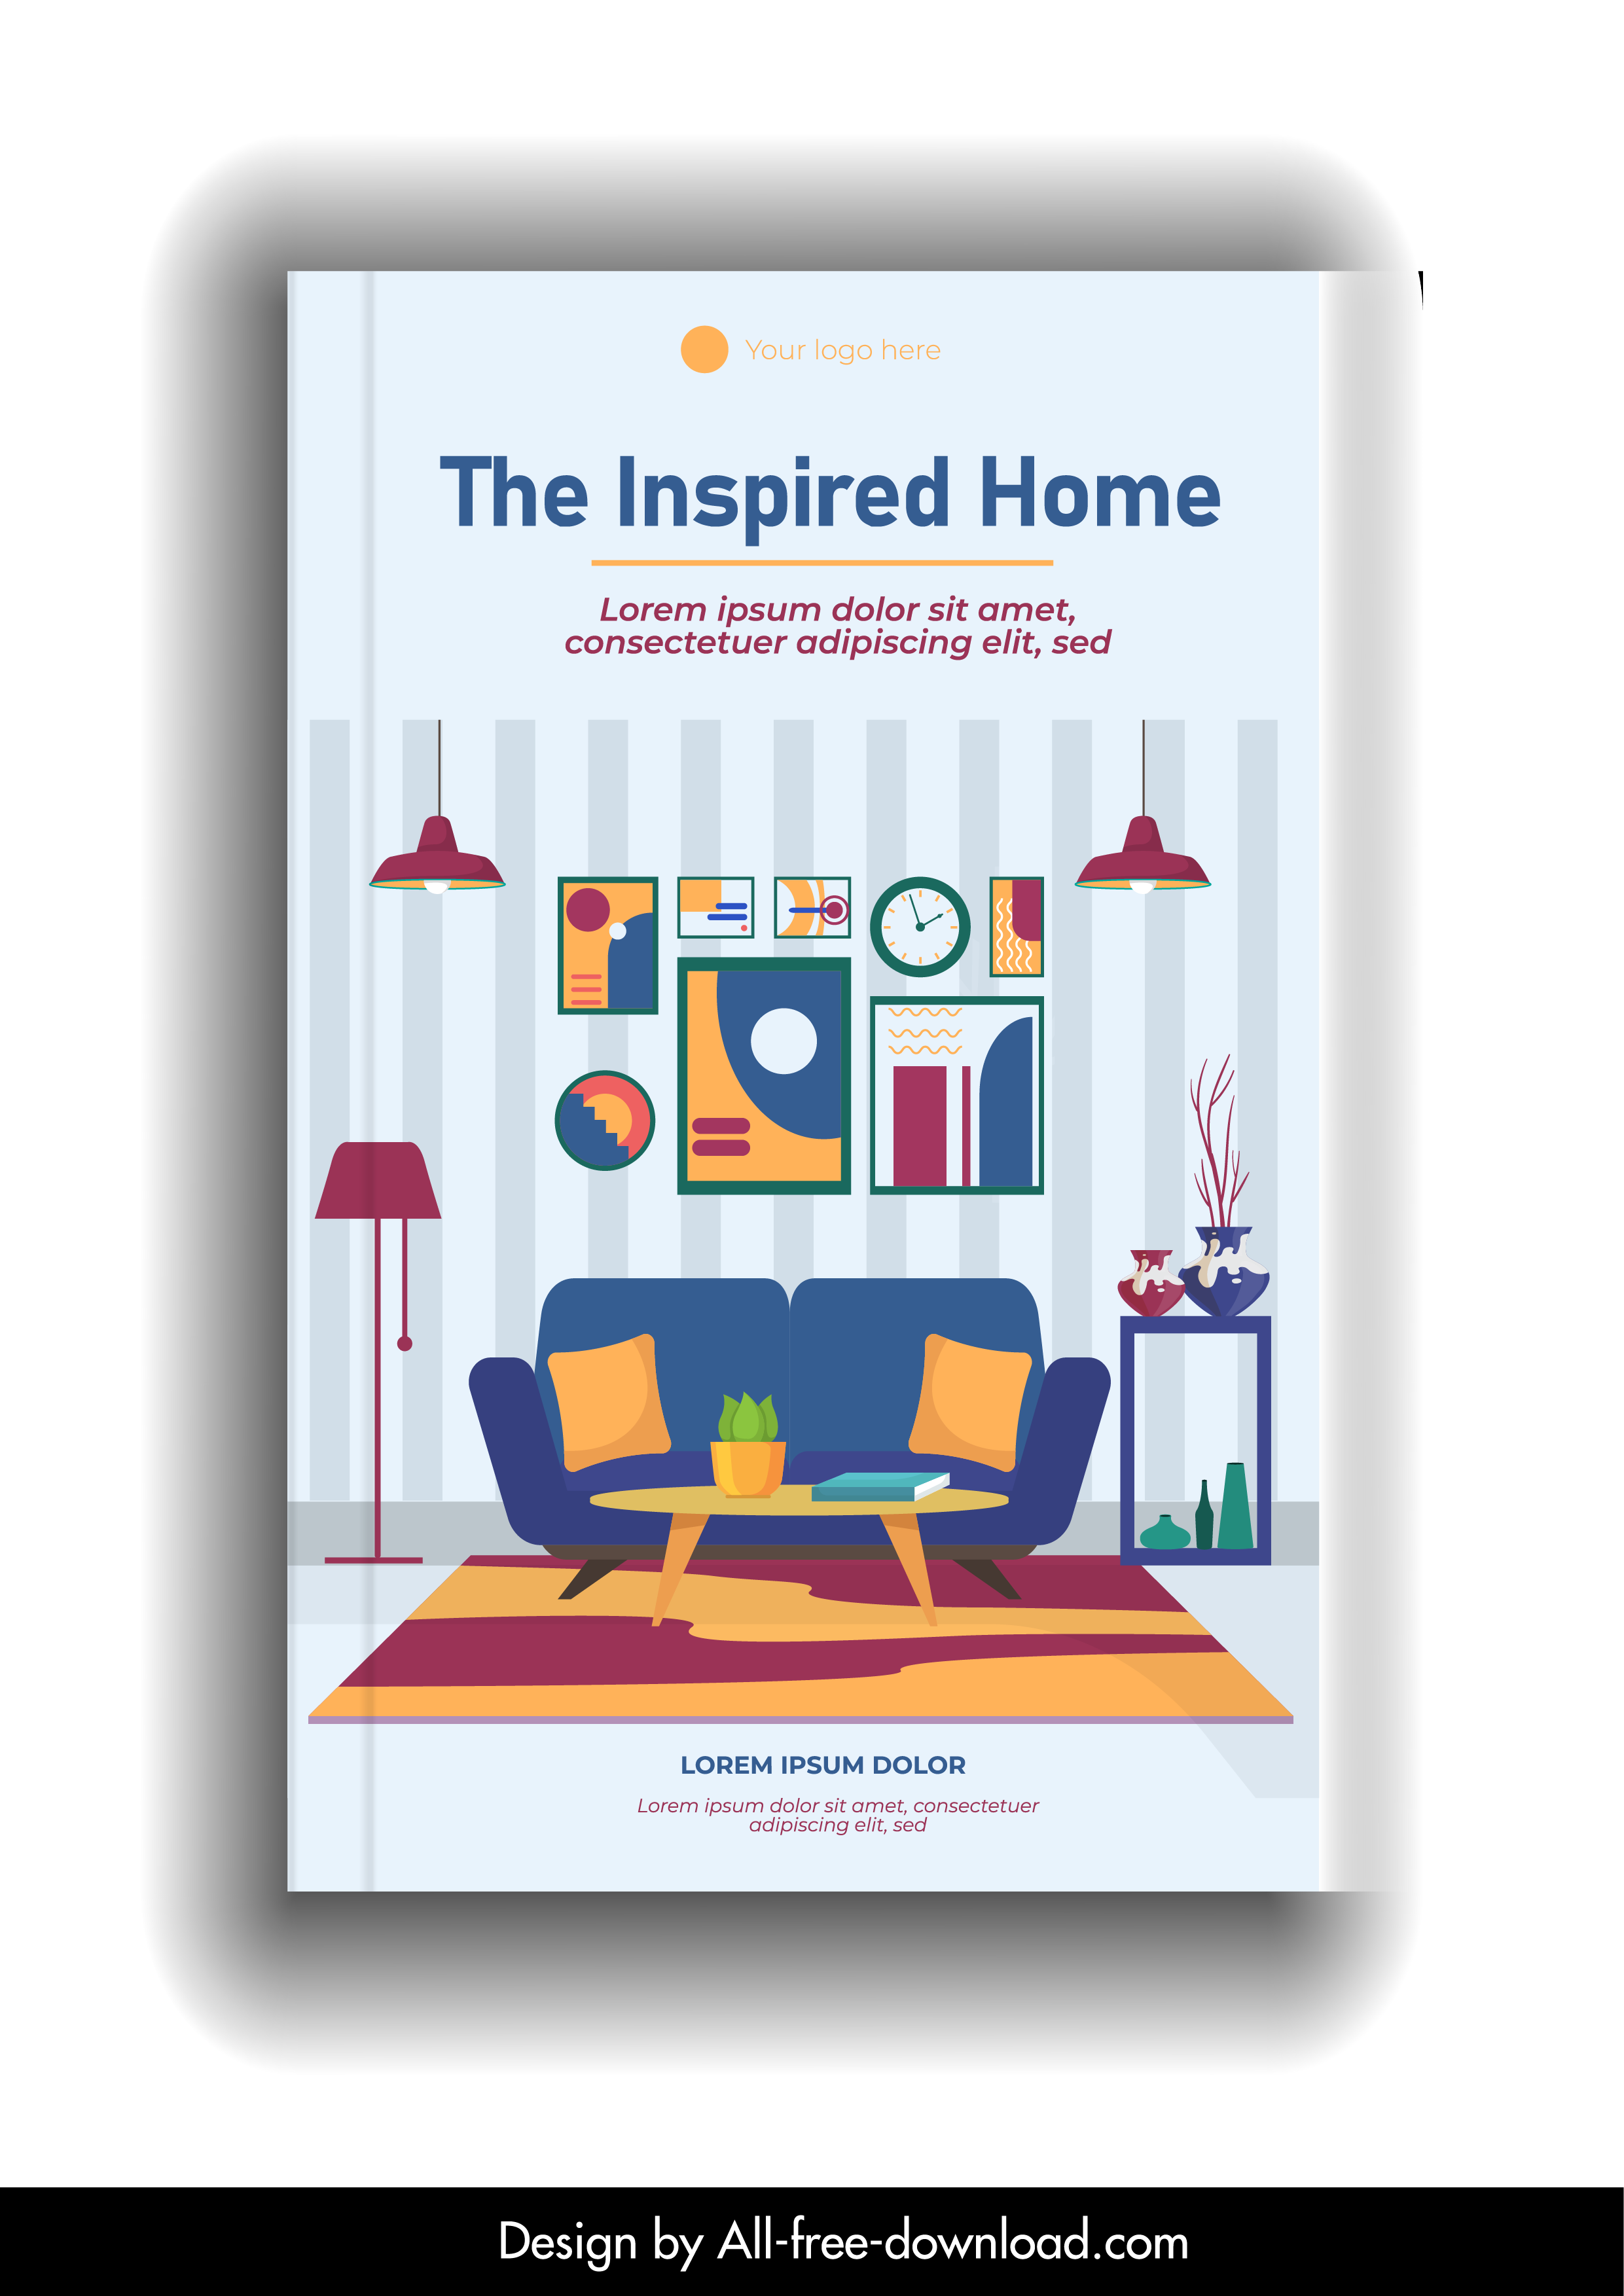 Your logo here
The Inspired Home
Lorem ipsum dolor sit amet,
consectetuer adipiscing elit, sed
LOREM IPSUM DOLOR
Lorem ipsum dolor sit amet, consectetuer
adipiscing elit, sed
Design by All-free-download.com